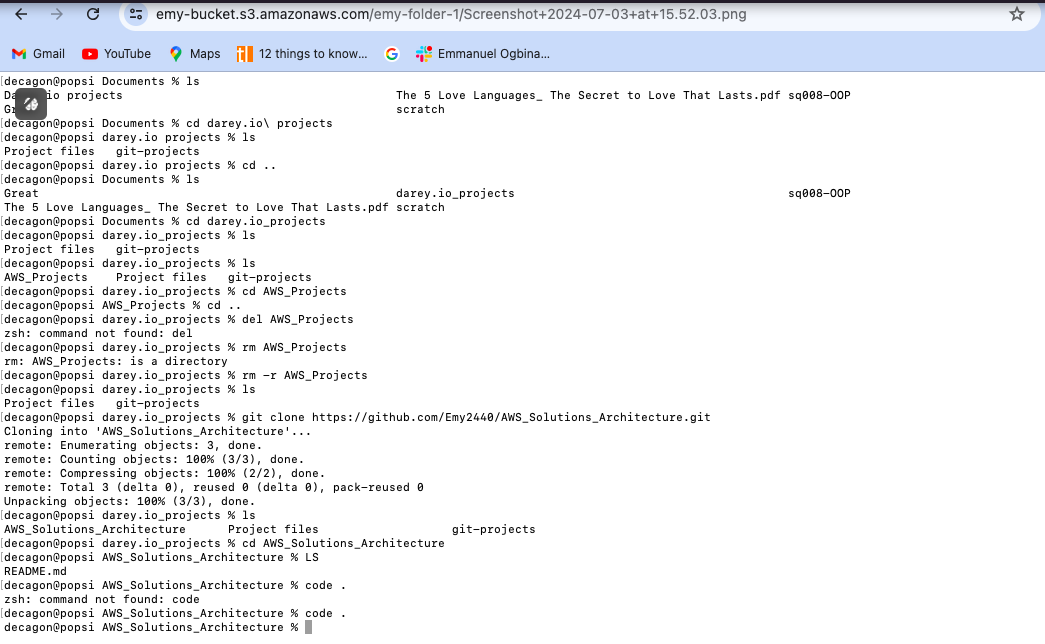 emy-bucket.s3.amazonaws.com/emy-folder-1/Screenshot+2024-07-03+at+15.52.03.png
Gmail YouTube Maps 12 things to know... Emmanuel Ogbina...
[decagon@popsi Documents % ls
io projects The 5 Love Languages_ The Secret to Love That Lasts.pdf sq008-OOP
scratch
[decagon@popsi Documents % cd darey.io\ projects
[decagon@popsi darey.io projects % ls
Project files git-projects
[decagon@popsi darey.io projects % cd ..
[decagon@popsi Documents % ls
Great darey.io_projects sq008-OOP
The 5 Love Languages_ The Secret to Love That Lasts.pdf scratch
[decagon@popsi Documents % cd darey.io_projects
[decagon@popsi darey.io_projects % ls
Project files git-projects
[decagon@popsi darey.io_projects % ls
AWS_Projects Project files git-projects
[decagon@popsi darey.io_projects % cd AWS_Projects
[decagon@popsi AWS_Projects % cd ..
[decagon@popsi darey.io_projects % del AWS_Projects
zsh: command not found: del
[decagon@popsi darey.io_projects % rm AWS_Projects
rm: AWS_Projects: is a directory
[decagon@popsi darey.io_projects % rm -r AWS_Projects
[decagon@popsi darey.io_projects % ls
Project files git-projects
[decagon@popsi darey.io_projects % git clone https://github.com/Emy2440/AWS_Solutions_Architecture.git
Cloning into 'AWS_Solutions_Architecture'...
remote: Enumerating objects: 3, done.
remote: Counting objects: 100% (3/3), done.
remote: Compressing objects: 100% (2/2), done.
remote: Total 3 (delta 0), reused 0 (delta 0), pack-reused 0
Unpacking objects: 100% (3/3), done.
[decagon@popsi darey.io_projects % ls
AWS_Solutions_Architecture Project files git-projects
[decagon@popsi darey.io_projects % cd AWS_Solutions_Architecture
[decagon@popsi AWS_Solutions_Architecture % LS
README.md
[decagon@popsi AWS_Solutions_Architecture % code .
zsh: command not found: code
[decagon@popsi AWS_Solutions_Architecture % code .
decagon@popsi AWS_Solutions_Architecture %